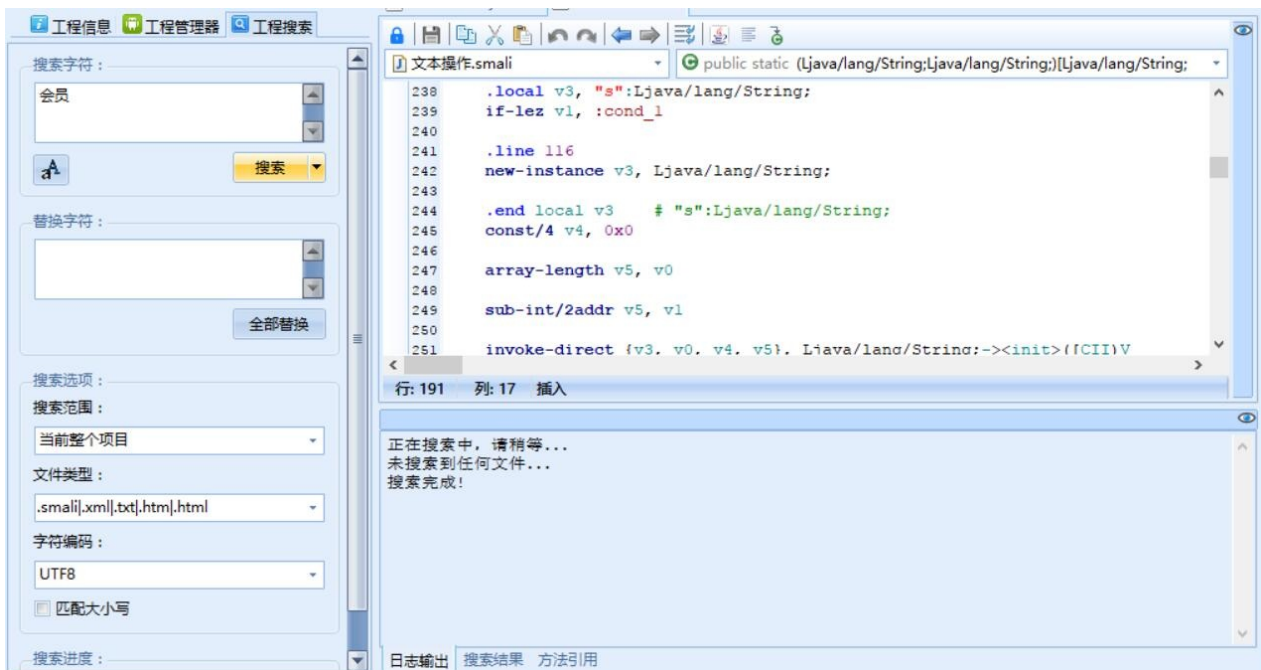 工程信息 工程管理器 工程搜索
搜索字符：
会员
aA
搜索
替换字符：
全部替换
搜索选项：
搜索范围：
当前整个项目
文件类型：
.smali|.xml|.txt|.htm|.html
字符编码：
UTF8
匹配大小写
搜索进度：
文本操作.smali
public static (Ljava/lang/String;Ljava/lang/String;)[Ljava/lang/String;
238 .local v3, "s":Ljava/lang/String;
239 if-lez v1, :cond_1
240
241 .line 116
242 new-instance v3, Ljava/lang/String;
243
244 .end local v3 # "s":Ljava/lang/String;
245 const/4 v4, 0x0
246
247 array-length v5, v0
248
249 sub-int/2addr v5, v1
250
251 invoke-direct {v3, v0, v4, v5}, Ljava/lang/String;-><init>([CII)V
行: 191 列: 17 插入
正在搜索中，请稍等...
未搜索到任何文件...
搜索完成!
日志输出 搜索结果 方法引用